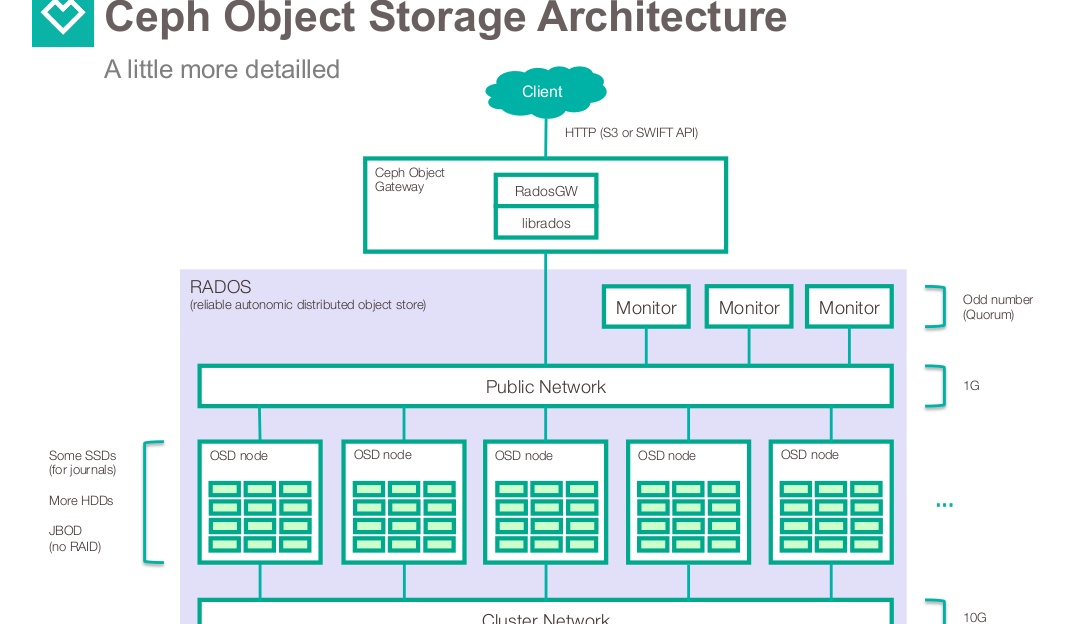 Ceph Object Storage Architecture
A little more detailled
Client
HTTP (S3 or SWIFT API)
Ceph Object
Gateway
RadosGW
librados
RADOS
(reliable autonomic distributed object store)
Monitor
Monitor
Monitor
Odd number
(Quorum)
Public Network
1G
Some SSDs
(for journals)
More HDDs
JBOD
(no RAID)
OSD node
OSD node
OSD node
OSD node
OSD node
...
Cluster Network
10G